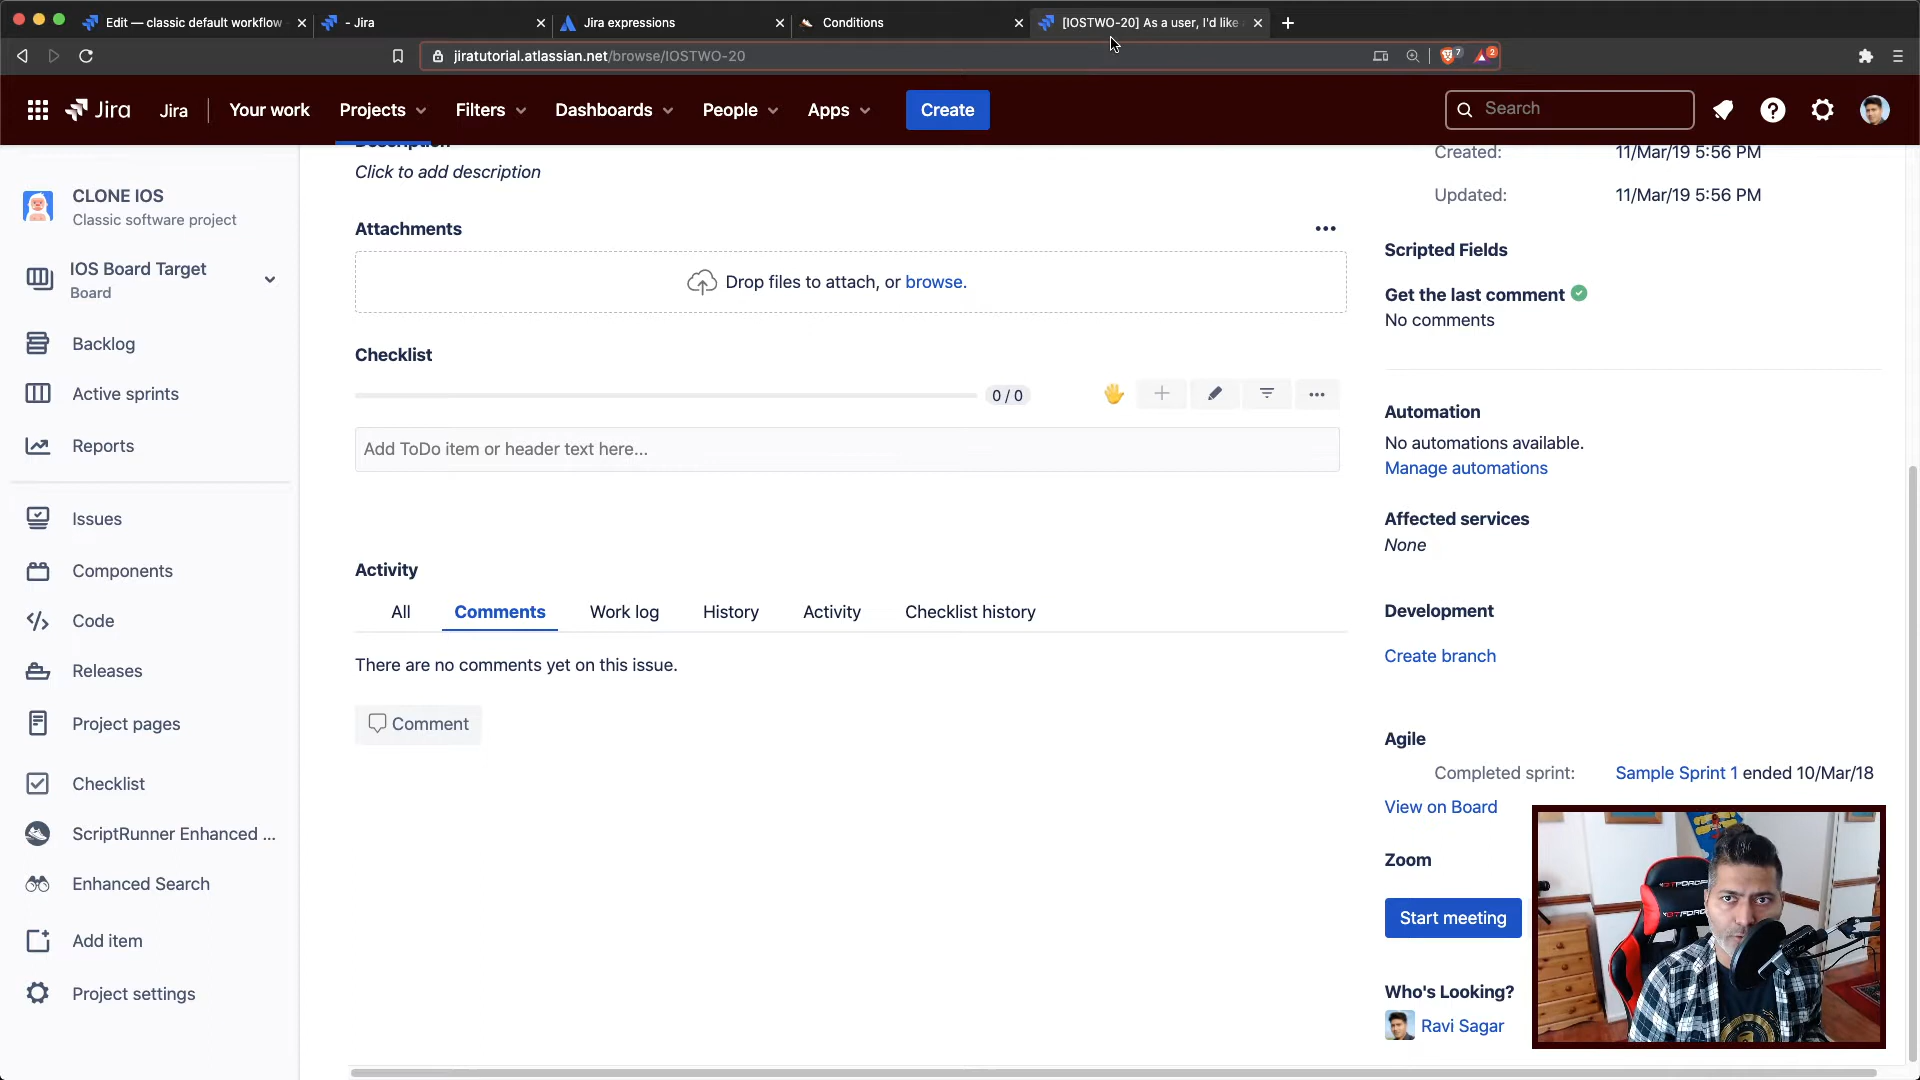 Edit — classic default workflow
- Jira
Jira expressions
Conditions
[IOSTWO-20] As a user, I'd like
jiratutorial.atlassian.net/browse/IOSTWO-20
7
2
Jira
Jira
Your work
Projects
Filters
Dashboards
People
Apps
Create
Search
CLONE IOS
Classic software project
IOS Board Target
Board
Backlog
Active sprints
Reports
Issues
Components
Code
Releases
Project pages
Checklist
ScriptRunner Enhanced ...
Enhanced Search
Add item
Project settings
Description
Click to add description
Attachments
Drop files to attach, or browse.
Checklist
0 / 0
Add ToDo item or header text here...
Activity
All
Comments
Work log
History
Activity
Checklist history
There are no comments yet on this issue.
Comment
Created:
11/Mar/19 5:56 PM
Updated:
11/Mar/19 5:56 PM
Scripted Fields
Get the last comment
No comments
Automation
No automations available.
Manage automations
Affected services
None
Development
Create branch
Agile
Completed sprint:
Sample Sprint 1 ended 10/Mar/18
View on Board
Zoom
Start meeting
Who's Looking?
Ravi Sagar